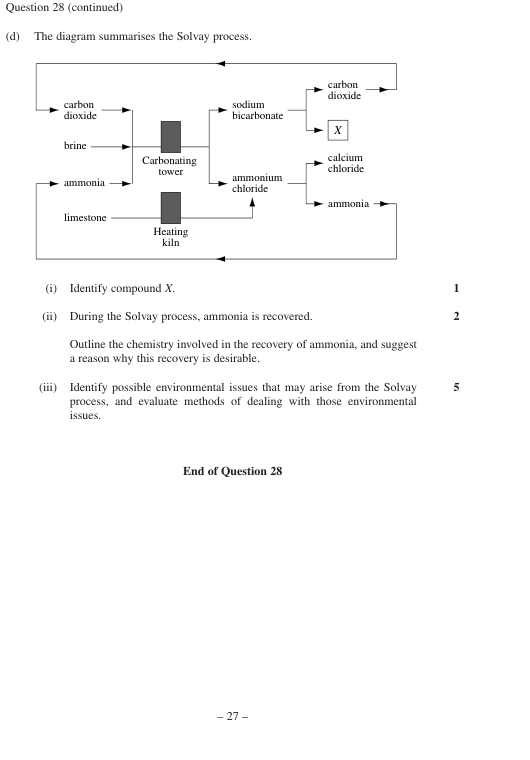 Question 28 (continued)
(d) The diagram summarises the Solvay process.
carbon
dioxide
sodium
bicarbonate
carbon
dioxide
X
brine
Carbonating
tower
calcium
chloride
ammonia
ammonium
chloride
ammonia
limestone
Heating
kiln
(i) Identify compound X. 1
(ii) During the Solvay process, ammonia is recovered. 2
Outline the chemistry involved in the recovery of ammonia, and suggest
a reason why this recovery is desirable.
(iii) Identify possible environmental issues that may arise from the Solvay 5
process, and evaluate methods of dealing with those environmental
issues.
End of Question 28
– 27 –